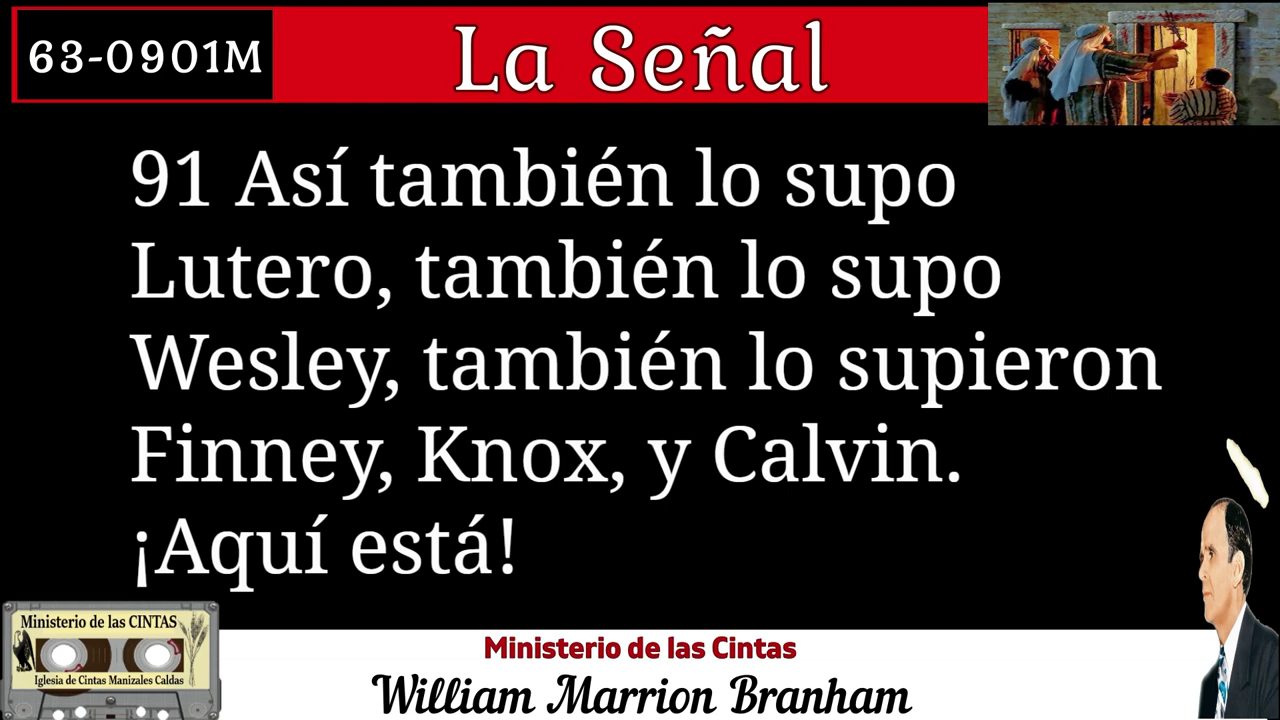 63-0901M
La Señal
91 Así también lo supo
Lutero, también lo supo
Wesley, también lo supieron
Finney, Knox, y Calvin.
¡Aquí está!
Ministerio de las CINTAS
Iglesia de Cintas Manizales Caldas
Ministerio de las Cintas
William Marrion Branham